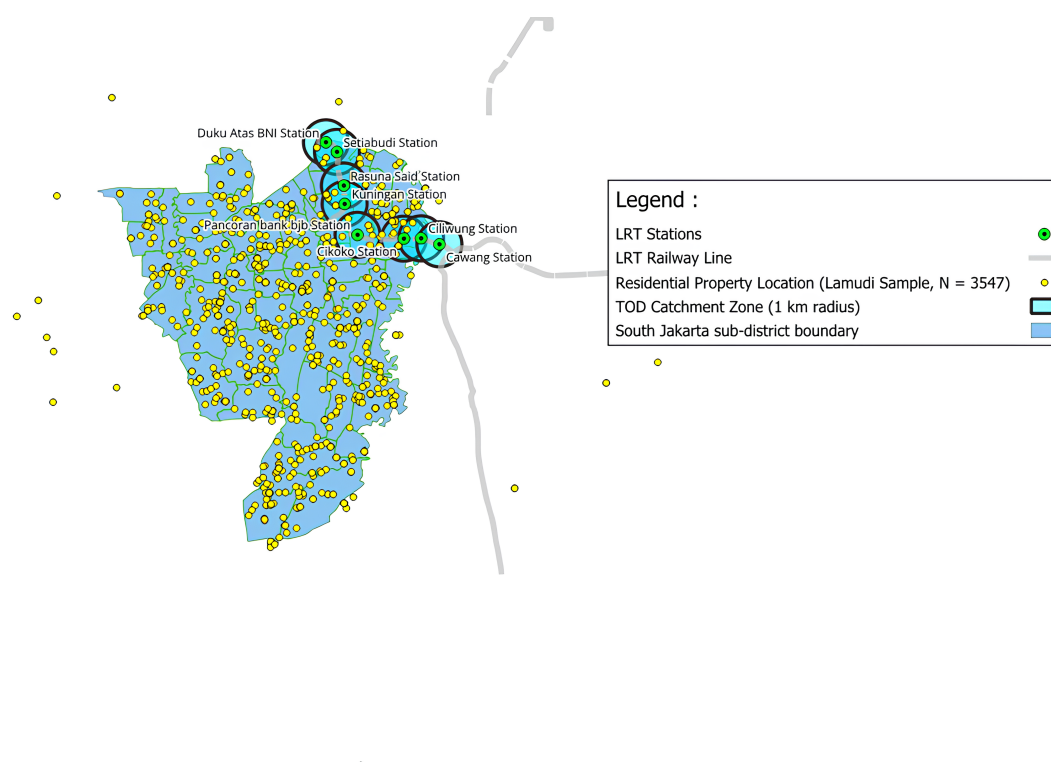 Duku Atas BNI Station
Setiabudi Station
Rasuna Said Station
Kuningan Station
Pancoran bank bjb Station
Ciliwung Station
Cikoko Station
Cawang Station
Legend :
LRT Stations
LRT Railway Line
Residential Property Location (Lamudi Sample, N = 3547)
TOD Catchment Zone (1 km radius)
South Jakarta sub-district boundary